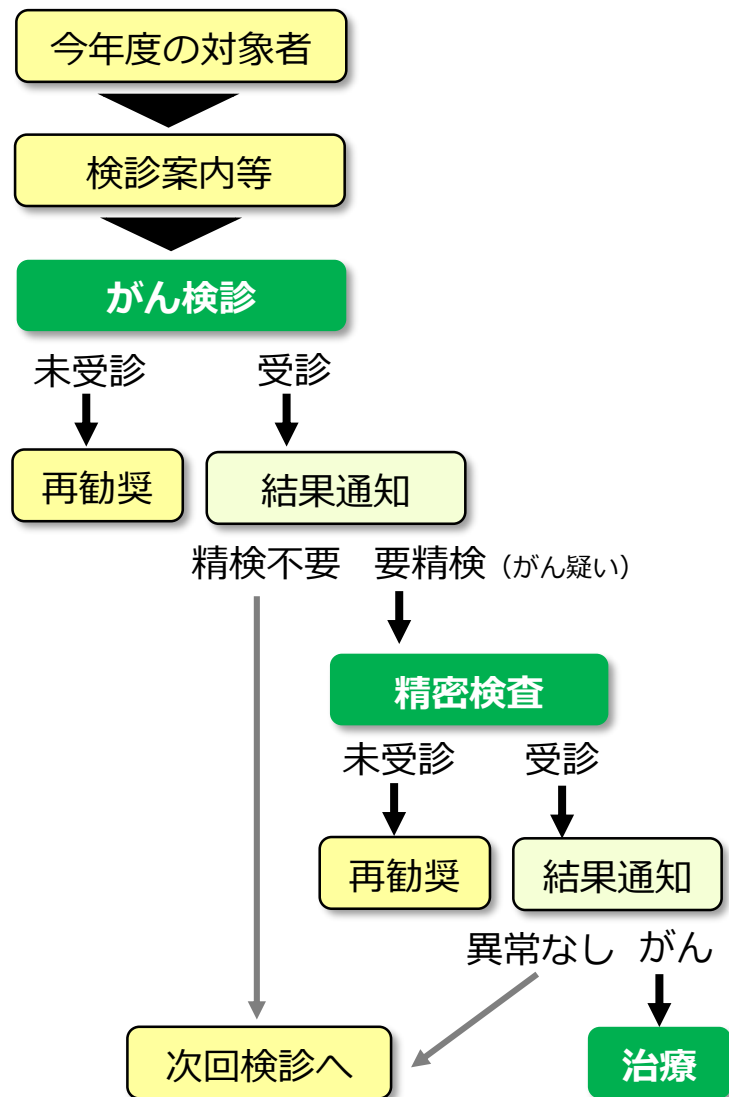 今年度の対象者
検診案内等
がん検診
未受診 受診
再勧奨 結果通知
精検不要 要精検（がん疑い）
精密検査
未受診 受診
再勧奨 結果通知
異常なし がん
次回検診へ 治療